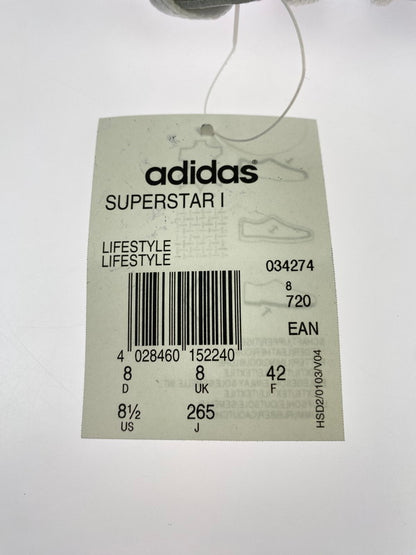 adidas
SUPERSTAR I
LIFESTYLE
LIFESTYLE
034274
8
720
EAN
4 028460 152240
8 8 42
D UK F
8½ 265
US J
HSD2/0103/V04